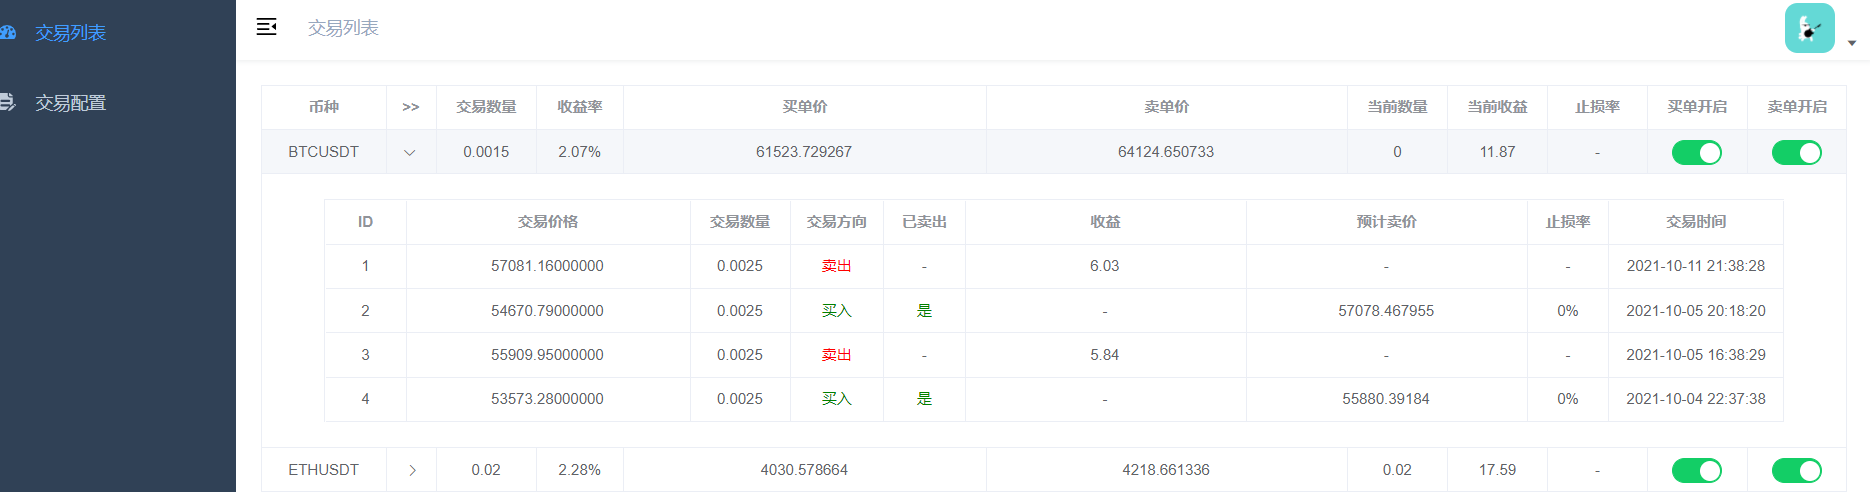 交易列表
交易列表
交易配置
币种 >> 交易数量 收益率 买单价 卖单价 当前数量 当前收益 止损率 买单开启 卖单开启
BTCUSDT 0.0015 2.07% 61523.729267 64124.650733 0 11.87 -
ID 交易价格 交易数量 交易方向 已卖出 收益 预计卖价 止损率 交易时间
1 57081.16000000 0.0025 卖出 - 6.03 - - 2021-10-11 21:38:28
2 54670.79000000 0.0025 买入 是 - 57078.467955 0% 2021-10-05 20:18:20
3 55909.95000000 0.0025 卖出 - 5.84 - - 2021-10-05 16:38:29
4 53573.28000000 0.0025 买入 是 - 55880.39184 0% 2021-10-04 22:37:38
ETHUSDT 0.02 2.28% 4030.578664 4218.661336 0.02 17.59 -